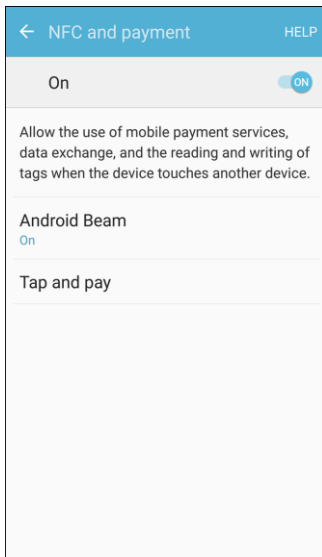 NFC and payment HELP
On ON
Allow the use of mobile payment services,
data exchange, and the reading and writing of
tags when the device touches another device.
Android Beam
On
Tap and pay